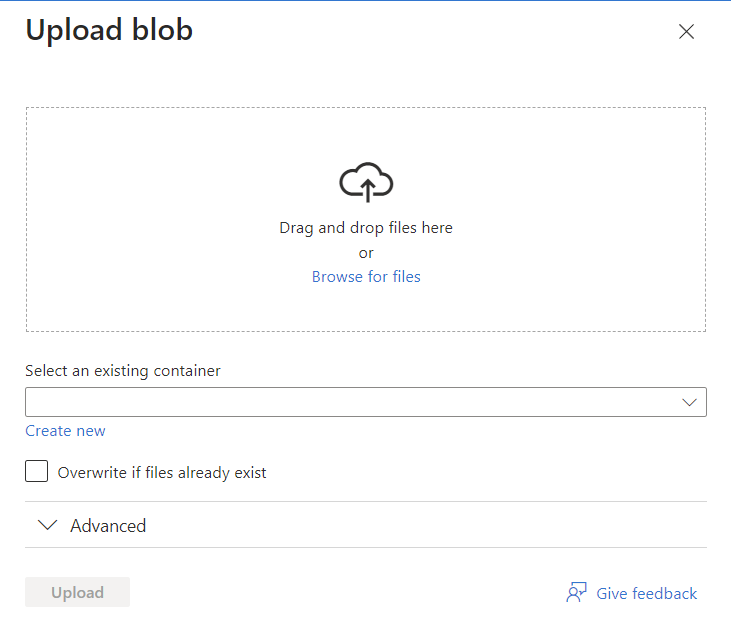 Upload blob
Drag and drop files here
or
Browse for files
Select an existing container
Create new
Overwrite if files already exist
Advanced
Upload
Give feedback